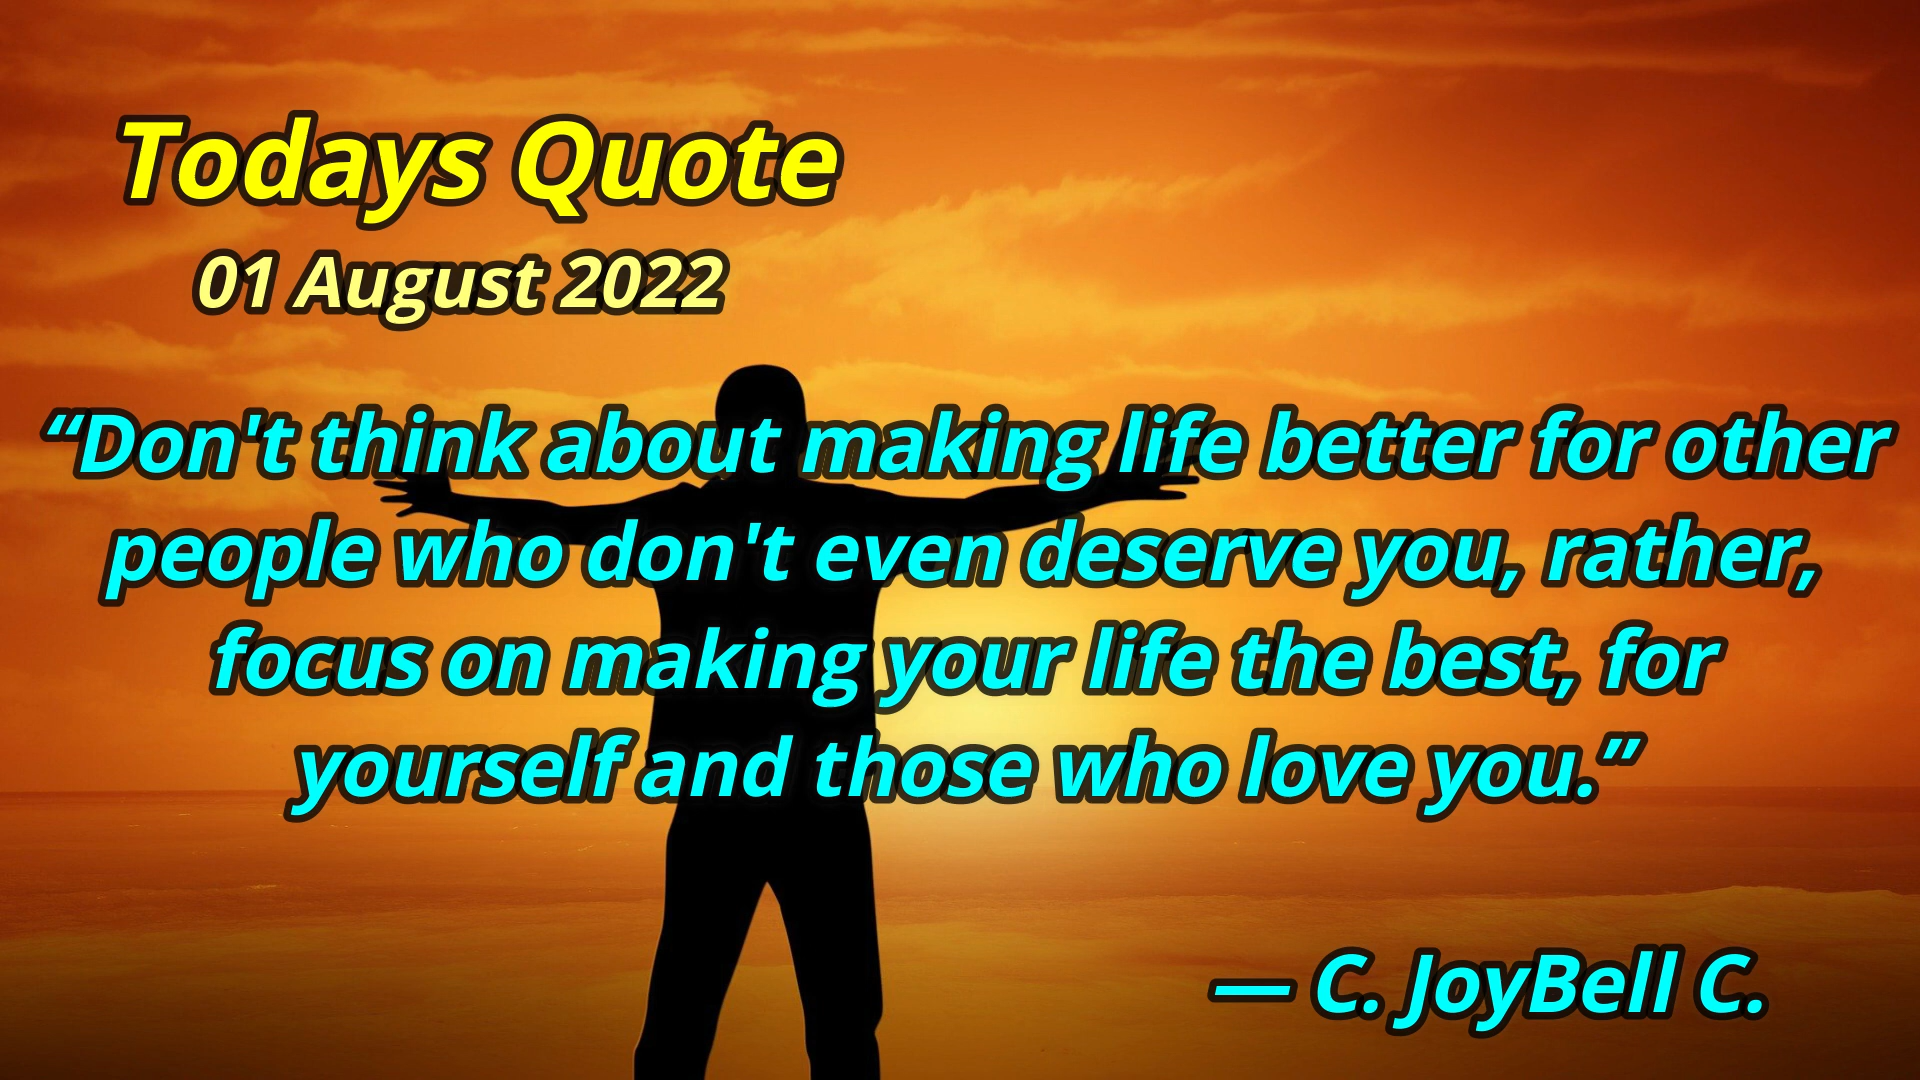 Todays Quote
01 August 2022
“Don't think about making life better for other
people who don't even deserve you, rather,
focus on making your life the best, for
yourself and those who love you.”
— C. JoyBell C.